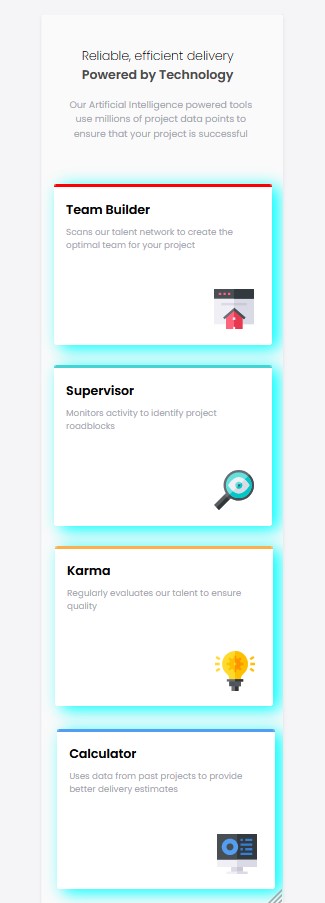 Reliable, efficient delivery
Powered by Technology
Our Artificial Intelligence powered tools
use millions of project data points to
ensure that your project is successful
Team Builder
Scans our talent network to create the
optimal team for your project
Supervisor
Monitors activity to identify project
roadblocks
Karma
Regularly evaluates our talent to ensure
quality
Calculator
Uses data from past projects to provide
better delivery estimates